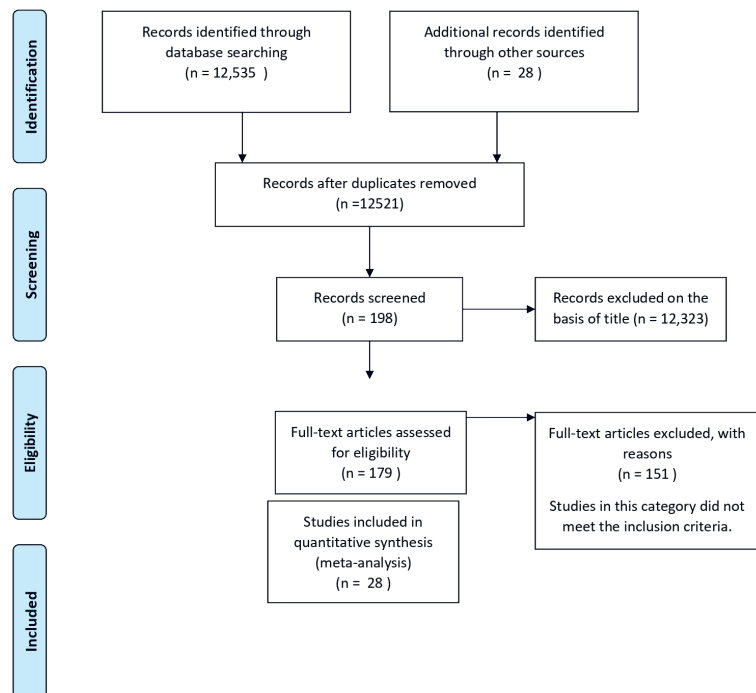 Identification
Records identified through
database searching
(n = 12,535  )
Additional records identified
through other sources
(n =  28 )
Records after duplicates removed
(n =12521)
Screening
Records screened
(n = 198)
Records excluded on the
basis of title (n = 12,323)
Eligibility
Full-text articles assessed
for eligibility
(n = 179 )
Full-text articles excluded, with
reasons
(n = 151 )
Studies in this category did not
meet the inclusion criteria.
Included
Studies included in
quantitative synthesis
(meta-analysis)
(n =  28 )